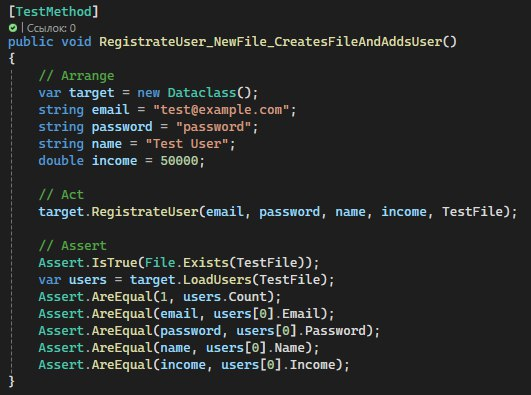 [TestMethod]
| Ссылок: 0
public void RegistrateUser_NewFile_CreatesFileAndAddsUser()
{
// Arrange
var target = new Dataclass();
string email = "test@example.com";
string password = "password";
string name = "Test User";
double income = 50000;
// Act
target.RegistrateUser(email, password, name, income, TestFile);
// Assert
Assert.IsTrue(File.Exists(TestFile));
var users = target.LoadUsers(TestFile);
Assert.AreEqual(1, users.Count);
Assert.AreEqual(email, users[0].Email);
Assert.AreEqual(password, users[0].Password);
Assert.AreEqual(name, users[0].Name);
Assert.AreEqual(income, users[0].Income);
}